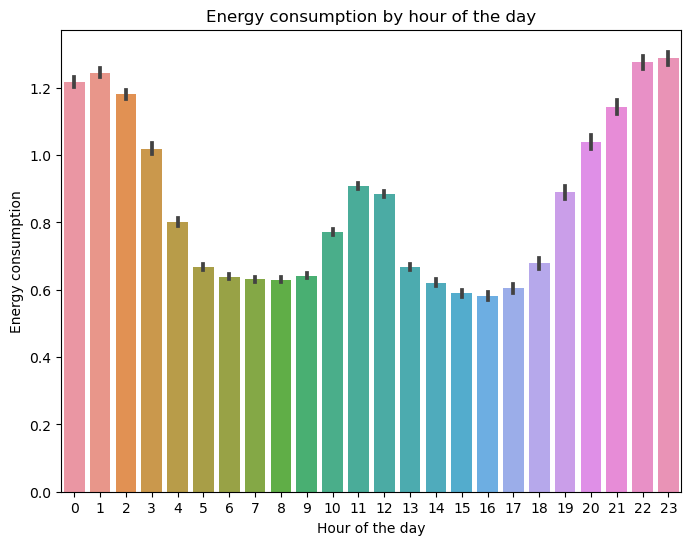 Energy consumption by hour of the day
Energy consumption
1.2
1.0
0.8
0.6
0.4
0.2
0.0
0 1 2 3 4 5 6 7 8 9 10 11 12 13 14 15 16 17 18 19 20 21 22 23
Hour of the day